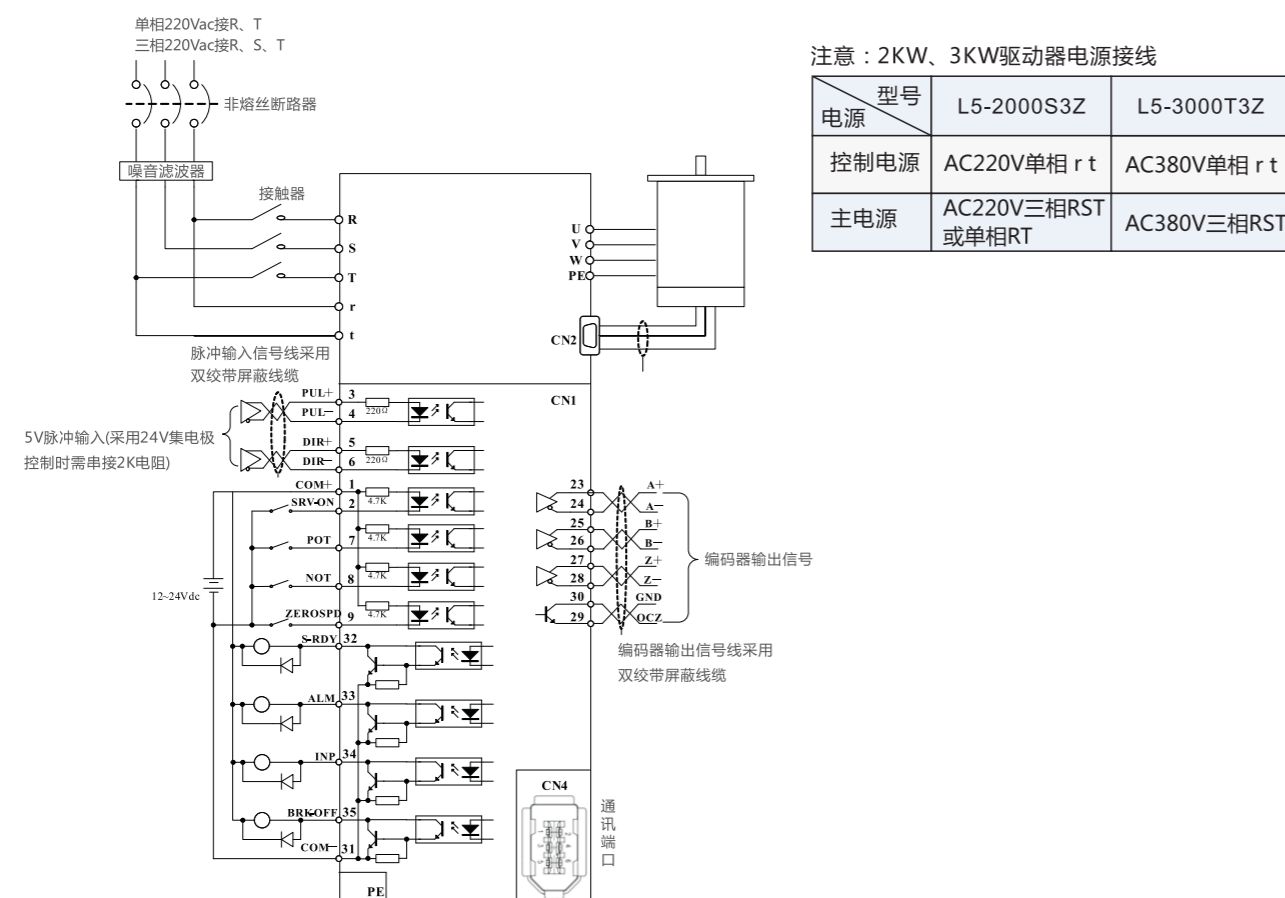 单相220Vac接R、T
三相220Vac接R、S、T
非熔丝断路器
噪音滤波器
接触器
R
S
T
r
t
U
V
W
PE
CN2
脉冲输入信号线采用
双绞带屏蔽线缆
注意：2KW、3KW驱动器电源接线
型号
电源
L5-2000S3Z
L5-3000T3Z
控制电源
AC220V单相 r t
AC380V单相 r t
主电源
AC220V三相RST
或单相RT
AC380V三相RST
CN1
5V脉冲输入(采用24V集电极
控制时需串接2K电阻)
PUL+ 3
220Ω
PUL- 4
DIR+ 5
220Ω
DIR- 6
COM+ 1
4.7K
SRV-ON 2
POT 7
4.7K
NOT 8
4.7K
ZEROSPD 9
4.7K
12~24Vdc
S-RDY 32
ALM 33
INP 34
BRKOFF 35
COM- 31
PE
23 A+
24 A-
25 B+
26 B-
27 Z+
28 Z-
30 GND
29 OCZ
编码器输出信号
编码器输出信号线采用
双绞带屏蔽线缆
CN4
通讯端口